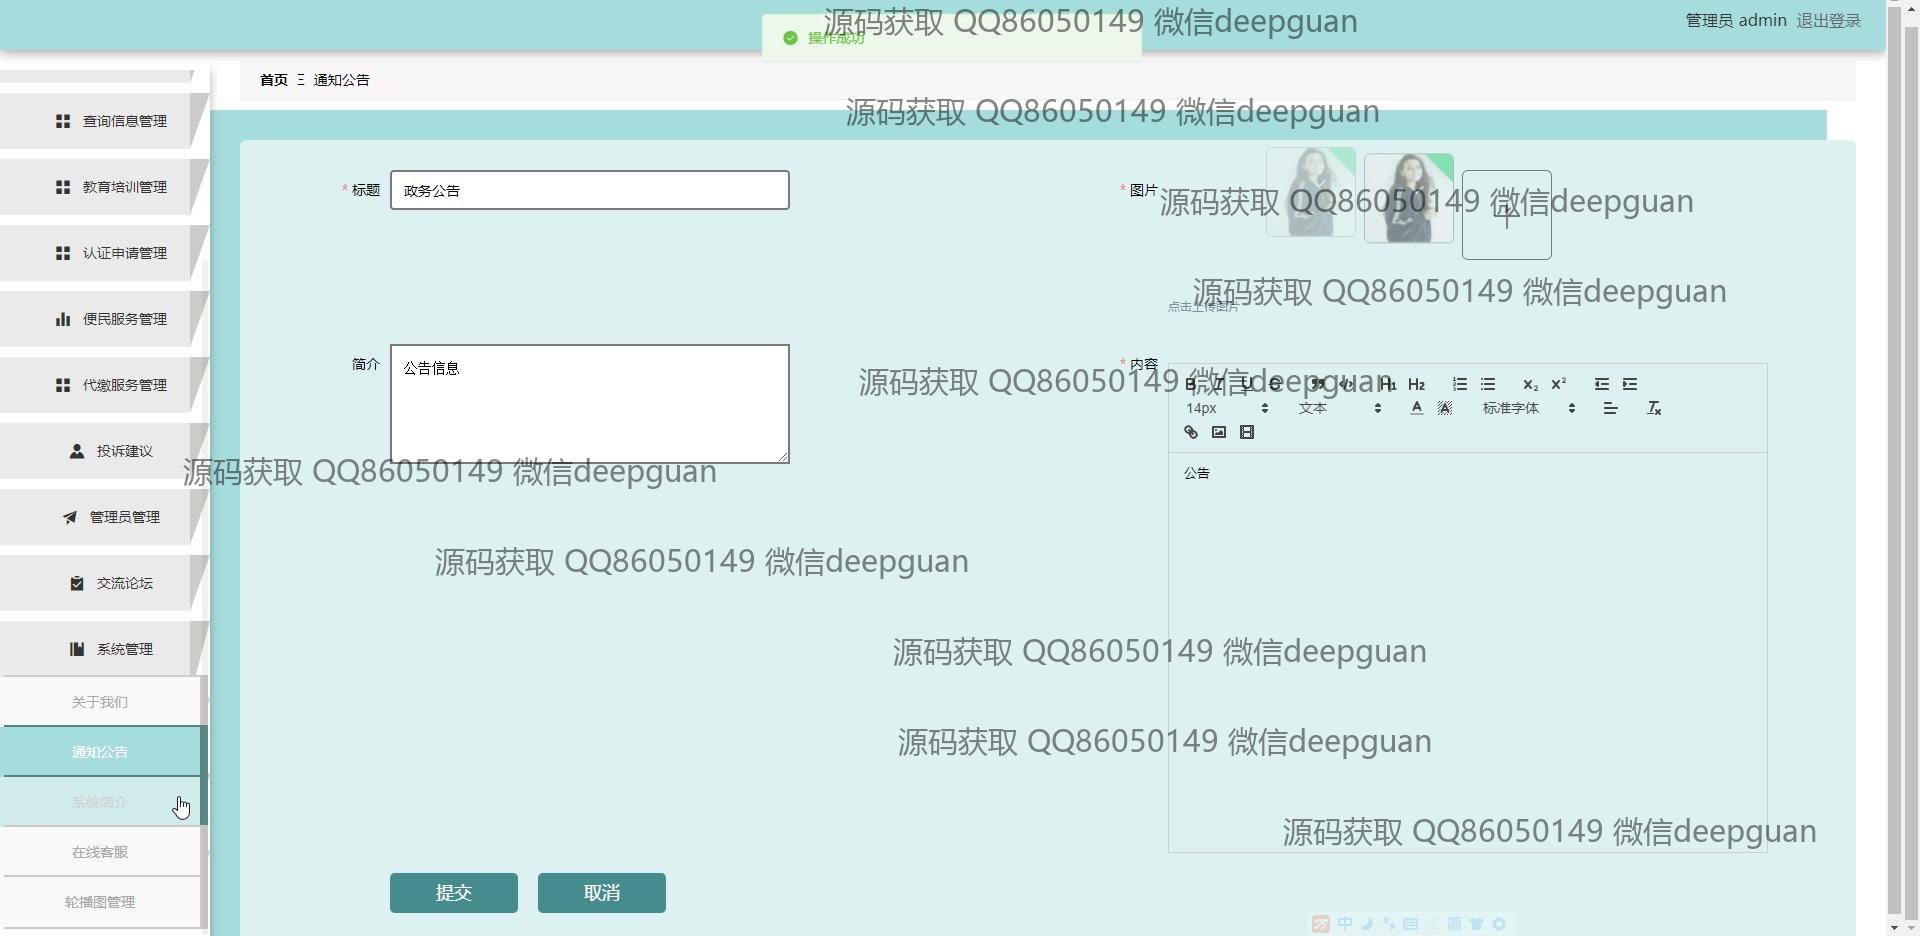 源码获取 QQ86050149 微信deepguan
操作成功
管理员 admin 退出登录
首页 Ξ 通知公告
源码获取 QQ86050149 微信deepguan
查询信息管理
教育培训管理
认证申请管理
便民服务管理
代缴服务管理
投诉建议
管理员管理
交流论坛
系统管理
关于我们
通知公告
系统简介
在线客服
轮播图管理
* 标题
政务公告
* 图片
源码获取 QQ86050149 微信deepguan
源码获取 QQ86050149 微信deepguan
点击上传图片
简介
公告信息
* 内容
源码获取 QQ86050149 微信deepguan
B I U S ❞ </> H1 H2 x₂ x²
14px 文本 A A 标准字体 Tx
公告
源码获取 QQ86050149 微信deepguan
源码获取 QQ86050149 微信deepguan
源码获取 QQ86050149 微信deepguan
源码获取 QQ86050149 微信deepguan
源码获取 QQ86050149 微信deepguan
提交 取消
中 简